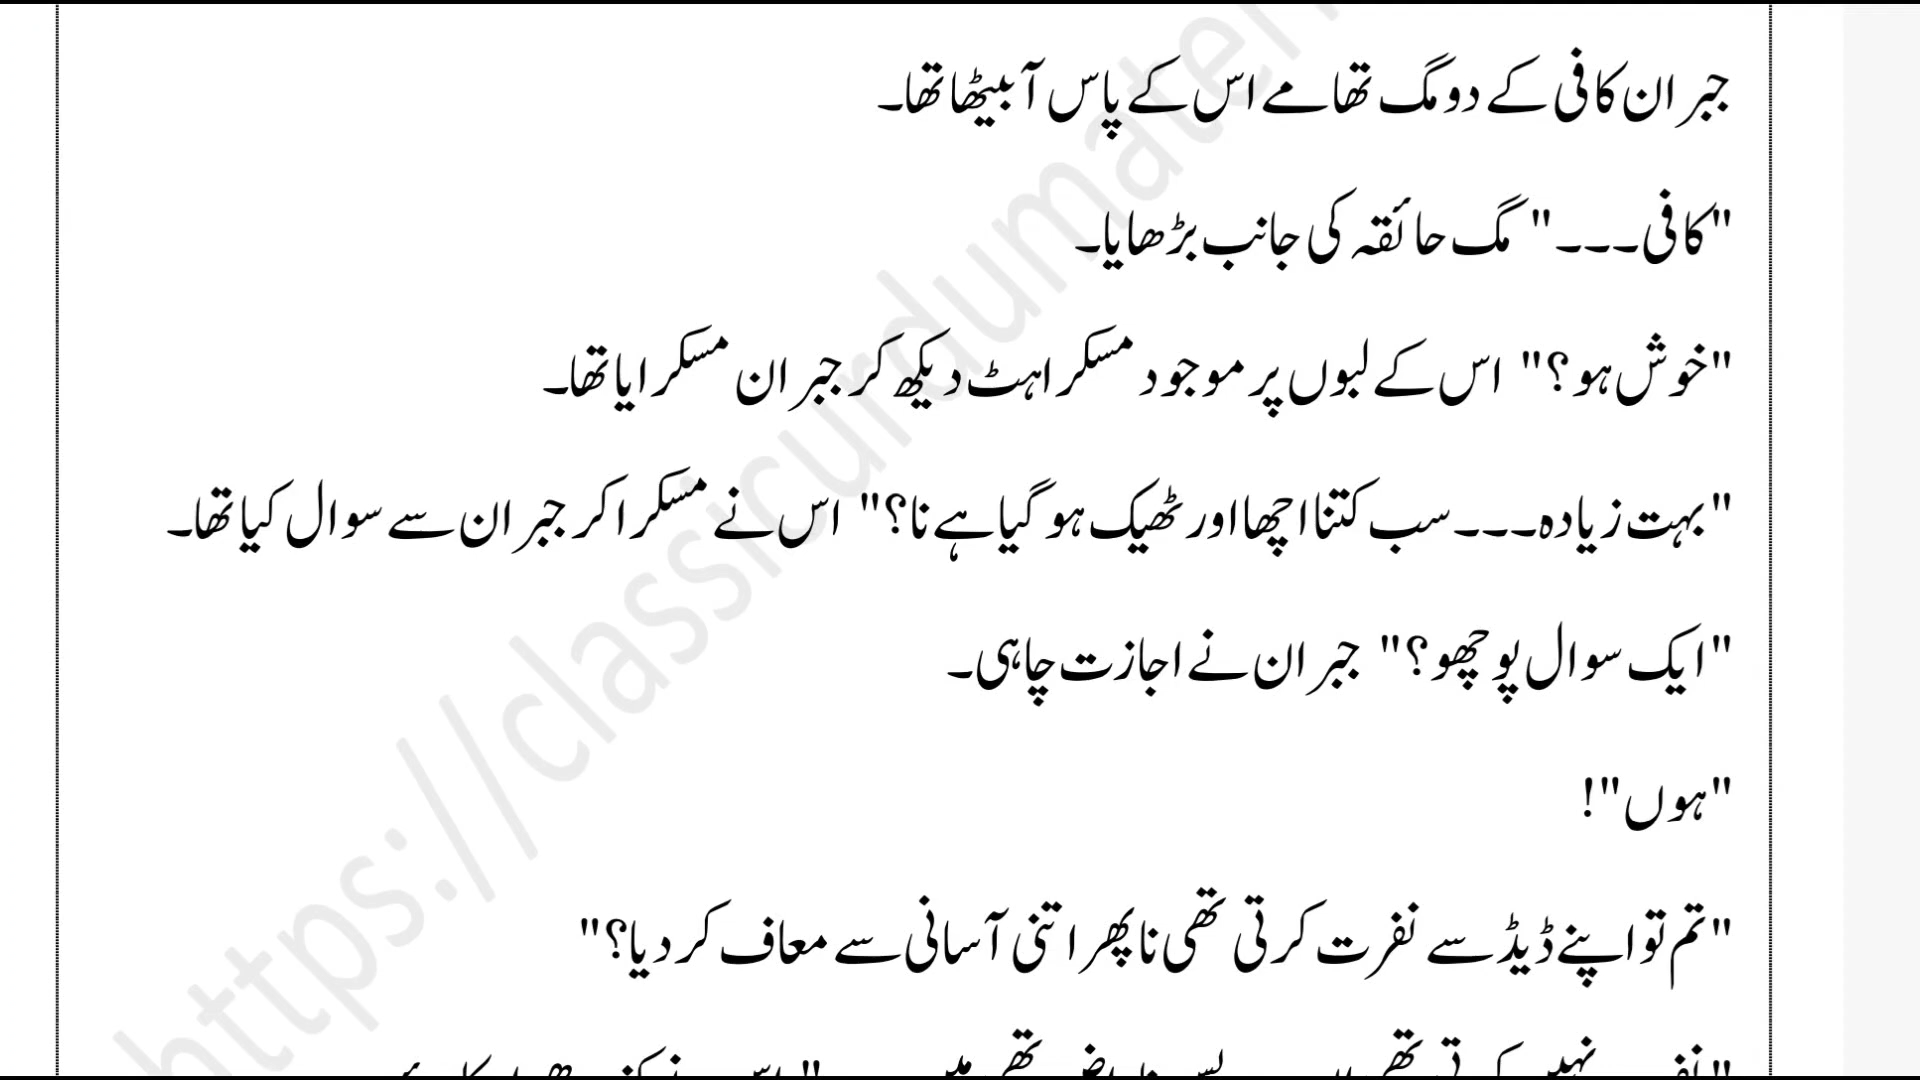 جبران کافی کے دو مگ تھامے اس کے پاس آ بیٹھا تھا۔
"کافی۔۔۔" مگ حائقہ کی جانب بڑھایا۔
"خوش ہو؟" اس کے لبوں پر موجود مسکراہٹ دیکھ کر جبران مسکرایا تھا۔
"بہت زیادہ۔۔۔ سب کتنا اچھا اور ٹھیک ہو گیا ہے نا؟" اس نے مسکرا کر جبران سے سوال کیا تھا۔
"ایک سوال پوچھو؟" جبران نے اجازت چاہی۔
"ہوں"!
"تم تو اپنے ڈیڈ سے نفرت کرتی تھی نا پھر اتنی آسانی سے معاف کر دیا؟"
https://classicurdumater